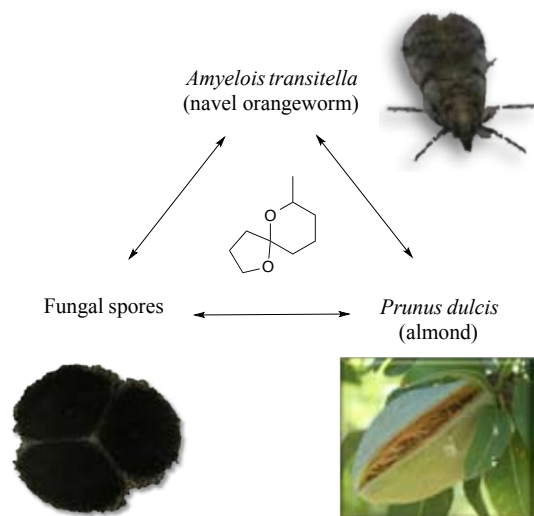 Amyelois transitella
(navel orangeworm)
O
O
Fungal spores
Prunus dulcis
(almond)